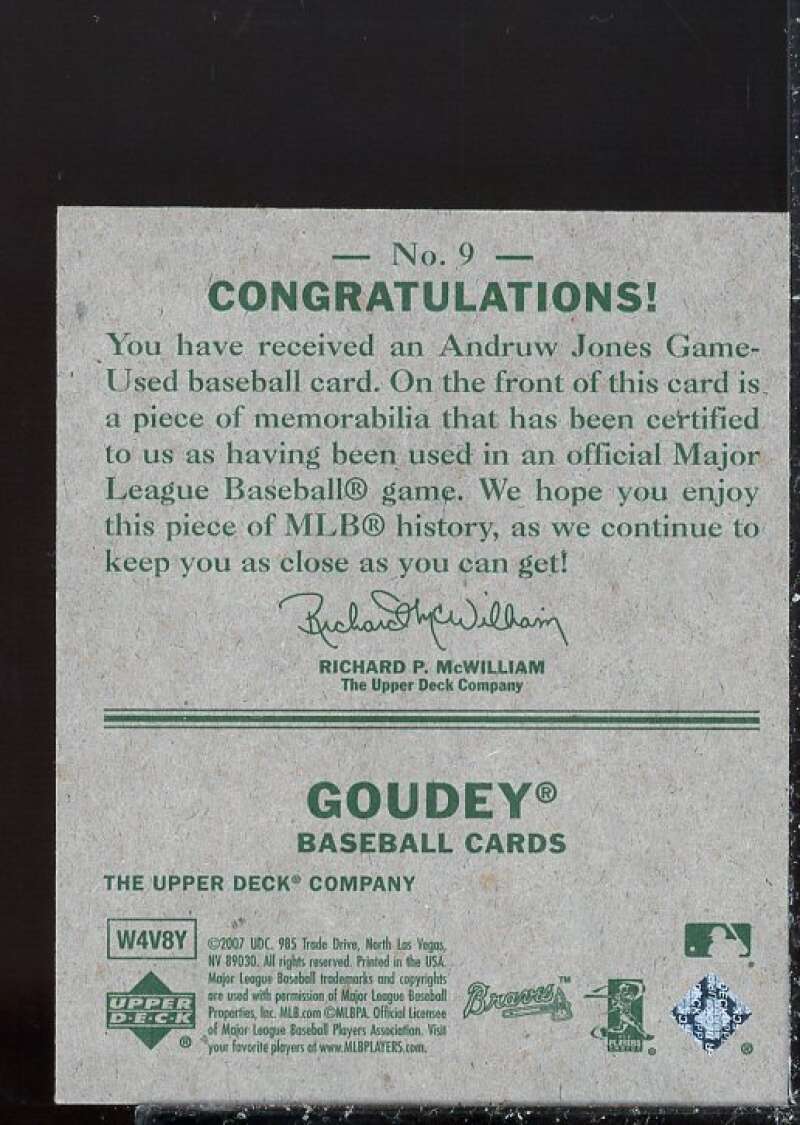 — No. 9 —
CONGRATULATIONS!
You have received an Andruw Jones Game-
Used baseball card. On the front of this card is
a piece of memorabilia that has been certified
to us as having been used in an official Major
League Baseball® game. We hope you enjoy
this piece of MLB® history, as we continue to
keep you as close as you can get!
Richard P McWilliam
RICHARD P. McWILLIAM
The Upper Deck Company
GOUDEY®
BASEBALL CARDS
THE UPPER DECK® COMPANY
W4V8Y
©2007 UDC. 985 Trade Drive, North Las Vegas,
NV 89030. All rights reserved. Printed in the USA.
Major League Baseball trademarks and copyrights
are used with permission of Major League Baseball
Properties, Inc. MLB.com ©MLBPA. Official Licensee
of Major League Baseball Players Association. Visit
your favorite players at www.MLBPLAYERS.com.
UPPER
DECK ®
Braves™
PLAYERS
CHOICE
®